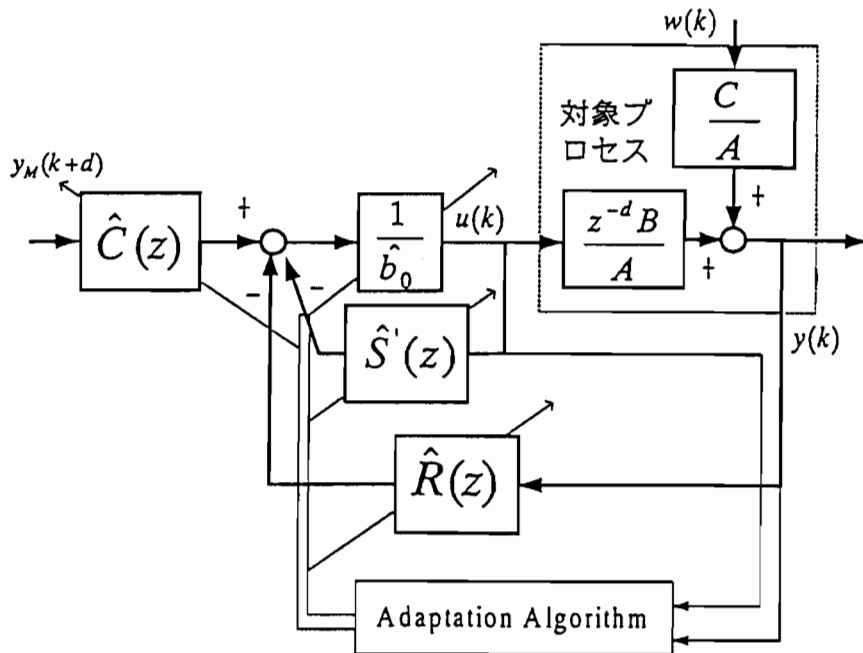 w(k)
対象プ
ロセス
C
A
y_M(k+d)
+
Ĉ(z)
1
b̂_0
u(k)
z^{-d} B
A
+
+
-
-
Ŝ'(z)
y(k)
R̂(z)
Adaptation Algorithm